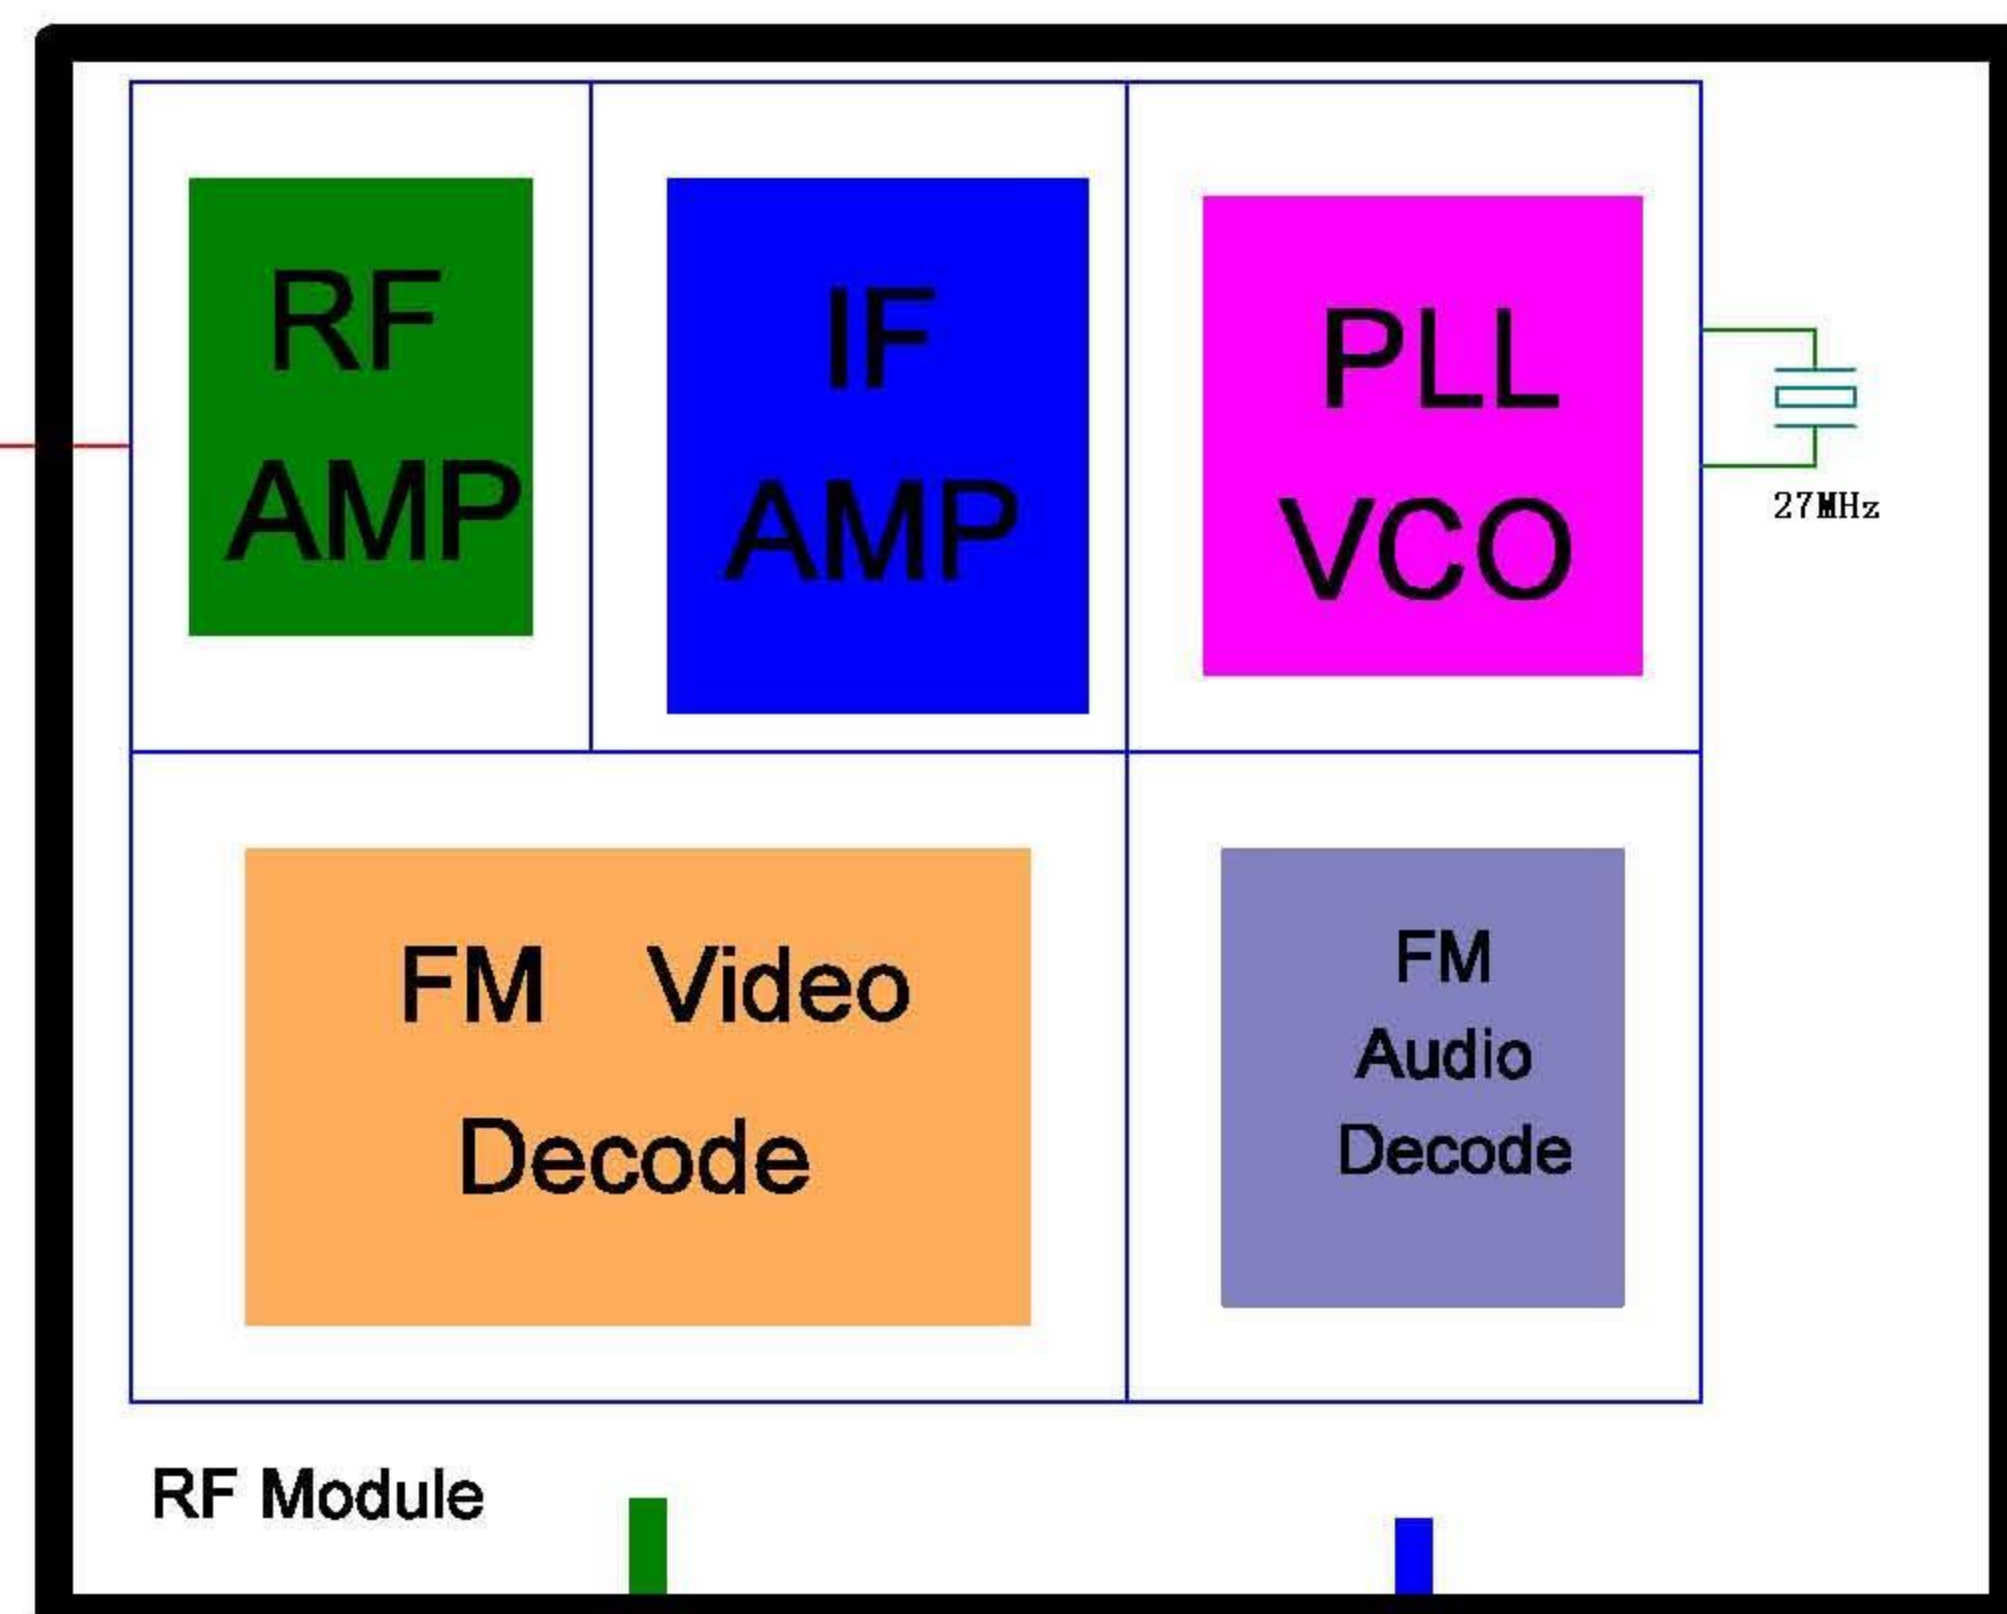 RF
AMP
IF
AMP
PLL
VCO
27MHz
FM Video
Decode
FM
Audio
Decode
RF Module